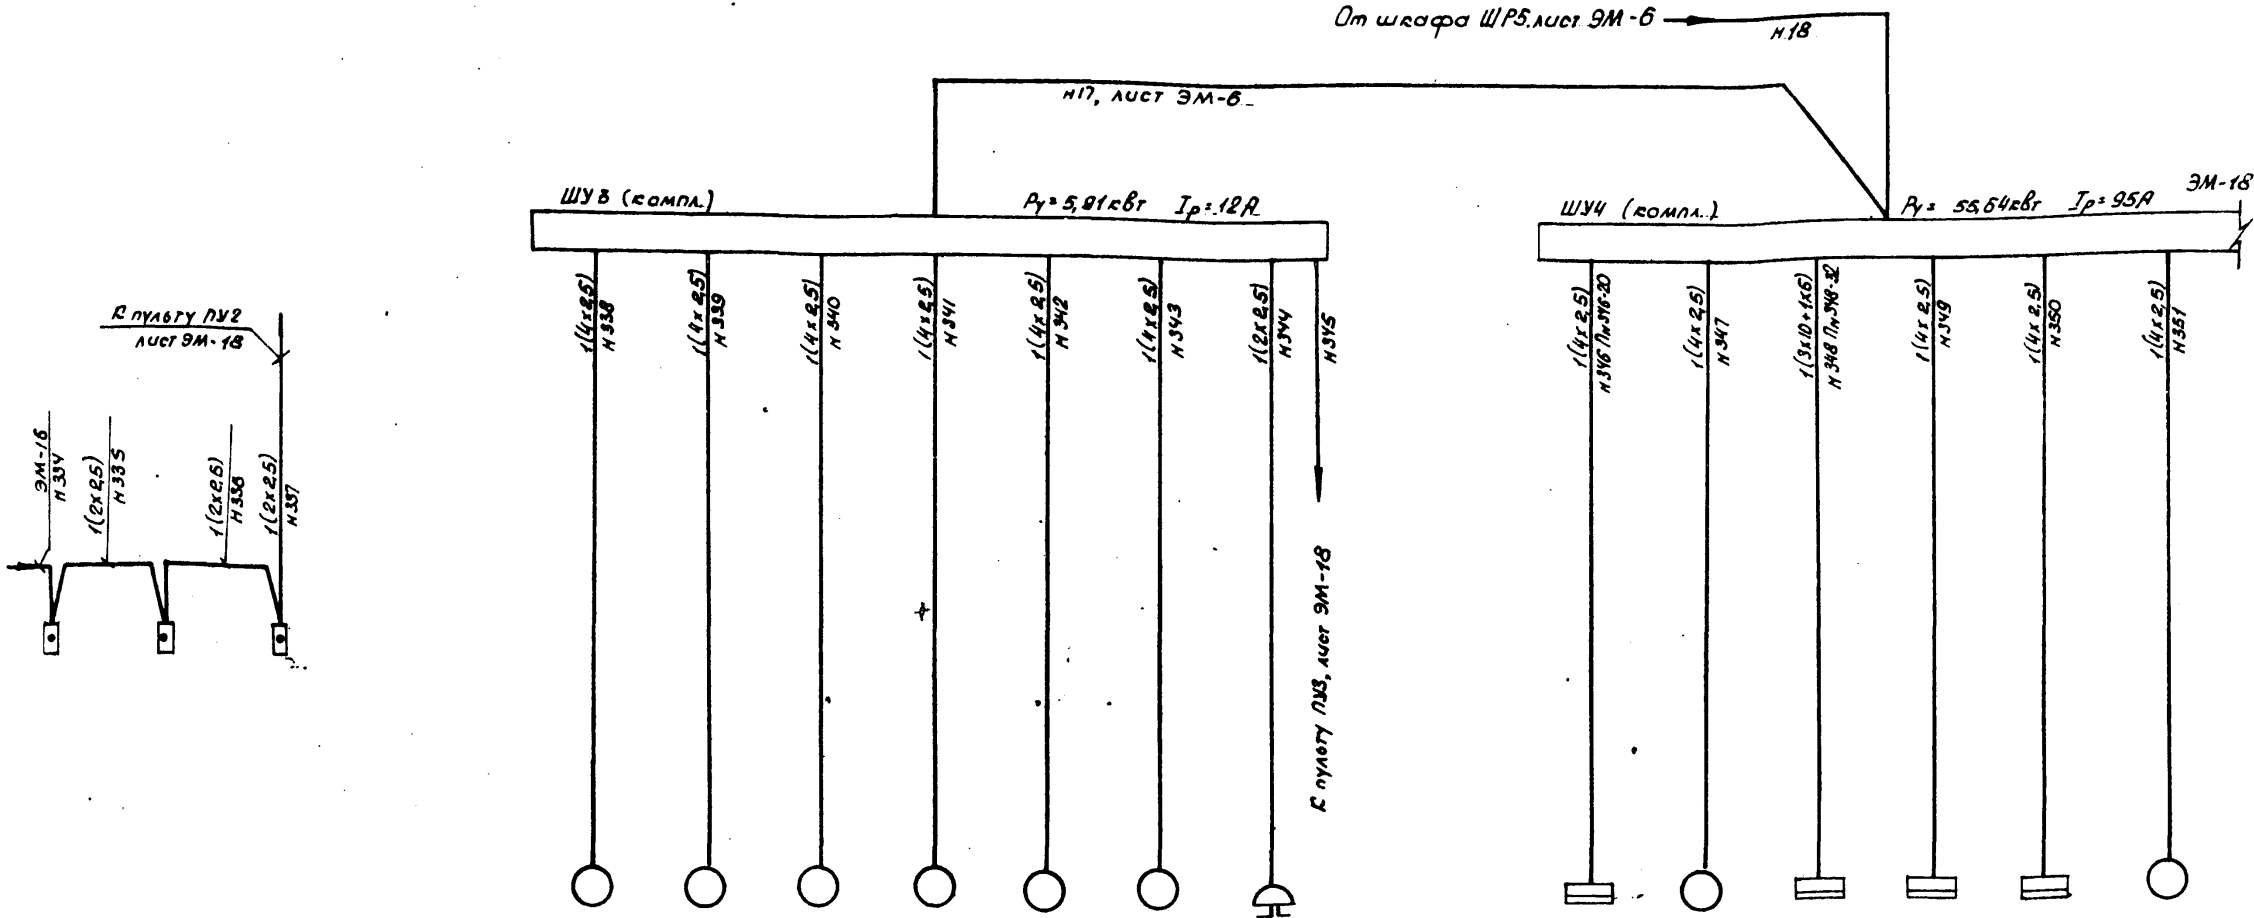 От шкафа ШР5. лист ЭМ-6
н18
н17, лист ЭМ-6
ШУ3 (компл.) Ру=5,91квт Iр=12А
ШУ4 (компл.) Ру= 55,64квт Iр=95А
ЭМ-18
1(4х2,5)
н338
1(4х2,5)
н339
1(4х2,5)
н340
1(4х2,5)
н341
1(4х2,5)
н342
1(4х2,5)
н343
1(2х2,5)
н344
н345
К пульту ПУ3, лист ЭМ-18
1(4х2,5)
н346 Пн346-20
1(4х2,5)
н347
1(3х10+1х6)
н348 Пн348-32
1(4х2,5)
н349
1(4х2,5)
н350
1(4х2,5)
н351
К пульту ПУ2
лист ЭМ-18
ЭМ-16
н334
1(2х2,5)
н335
1(2х2,5)
н336
1(2х2,5)
н337